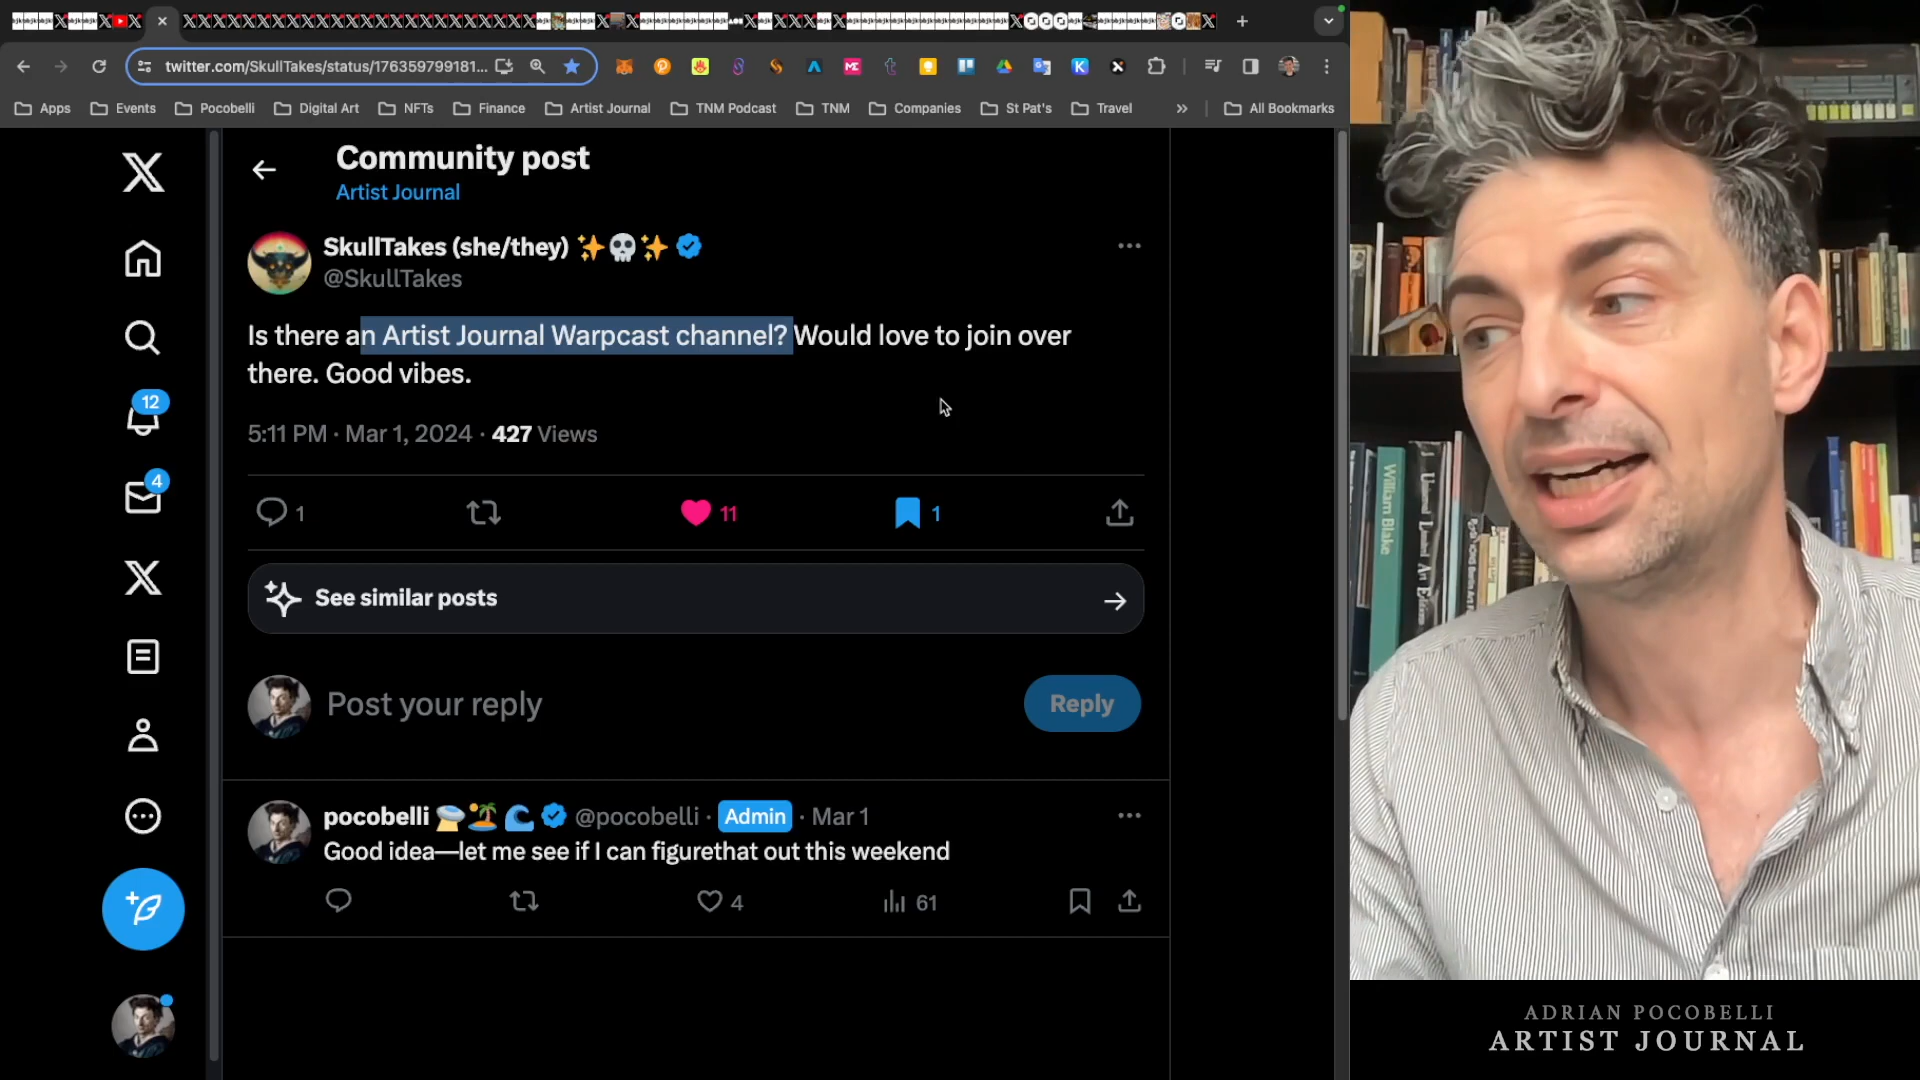 twitter.com/SkullTakes/status/176359799181...
Apps
Events
Pocobelli
Digital Art
NFTs
Finance
Artist Journal
TNM Podcast
TNM
Companies
St Pat's
Travel
»
All Bookmarks
Community post
Artist Journal
SkullTakes (she/they) ✨💀✨
@SkullTakes
Is there an Artist Journal Warpcast channel? Would love to join over
there. Good vibes.
5:11 PM · Mar 1, 2024 · 427 Views
1
11
1
See similar posts
Post your reply
Reply
pocobelli @pocobelli · Admin · Mar 1
Good idea—let me see if I can figurethat out this weekend
4
61
12
4
William Blake
ADRIAN POCOBELLI
ARTIST JOURNAL